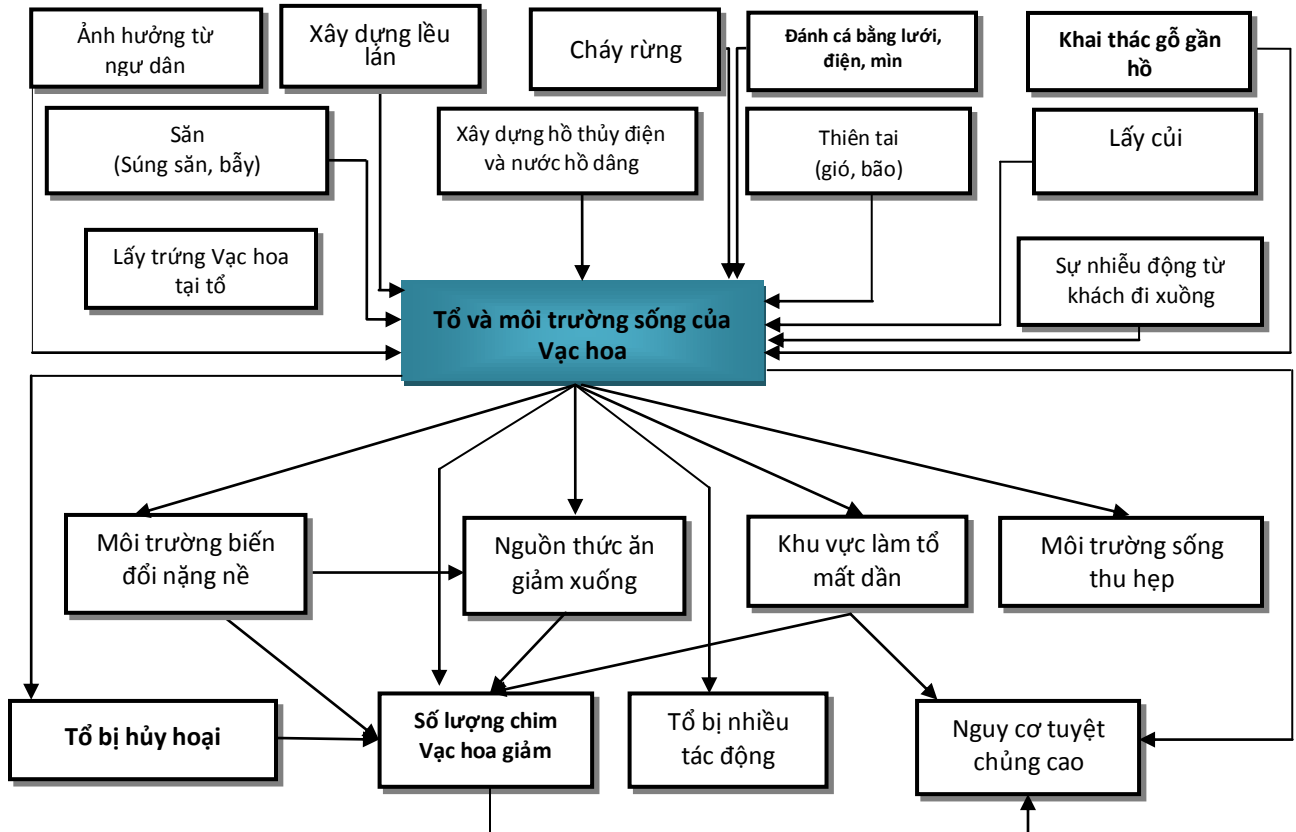 Ảnh hưởng từ
ngư dân
Xây dựng lều
lán
Cháy rừng
Đánh cá bằng lưới,
điện, mìn
Khai thác gỗ gần
hồ
Săn
(Súng săn, bẫy)
Xây dựng hồ thủy điện
và nước hồ dâng
Thiên tai
(gió, bão)
Lấy củi
Lấy trứng Vạc hoa
tại tổ
Sự nhiễu động từ
khách đi xuồng
Tổ và môi trường sống của
Vạc hoa
Môi trường biến
đổi nặng nề
Nguồn thức ăn
giảm xuống
Khu vực làm tổ
mất dần
Môi trường sống
thu hẹp
Tổ bị hủy hoại
Số lượng chim
Vạc hoa giảm
Tổ bị nhiều
tác động
Nguy cơ tuyệt
chủng cao